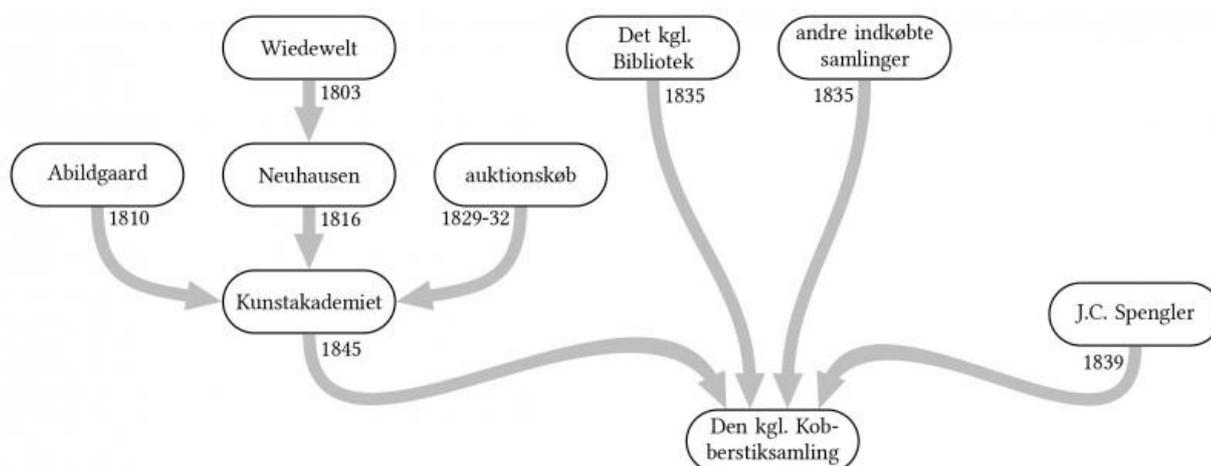 Wiedewelt
1803
Det kgl.
Bibliotek
1835
andre indkøbte
samlinger
1835
Abildgaard
1810
Neuhausen
1816
auktionskøb
1829-32
Kunstakademiet
1845
J.C. Spengler
1839
Den kgl. Kob-
berstiksamling